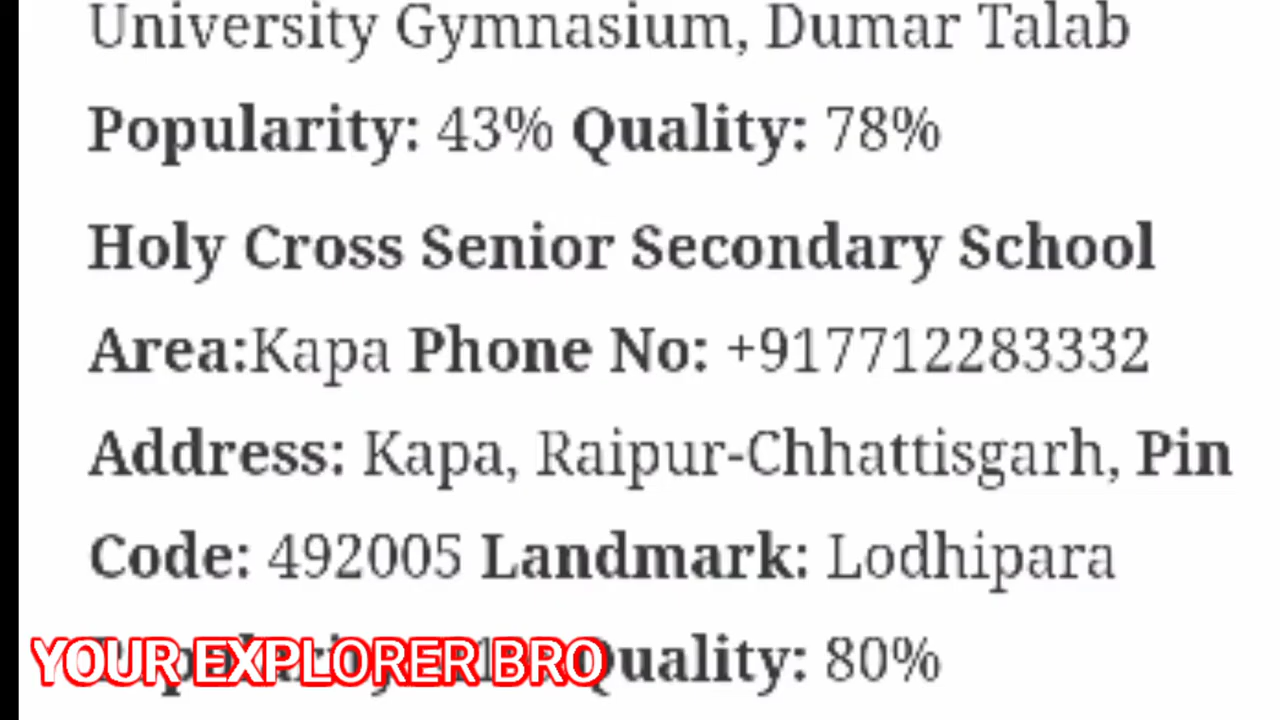 University Gymnasium, Dumar Talab
Popularity: 43% Quality: 78%
Holy Cross Senior Secondary School
Area:Kapa Phone No: +917712283332
Address: Kapa, Raipur-Chhattisgarh, Pin
Code: 492005 Landmark: Lodhipara
YOUR EXPLORER BRO Quality: 80%